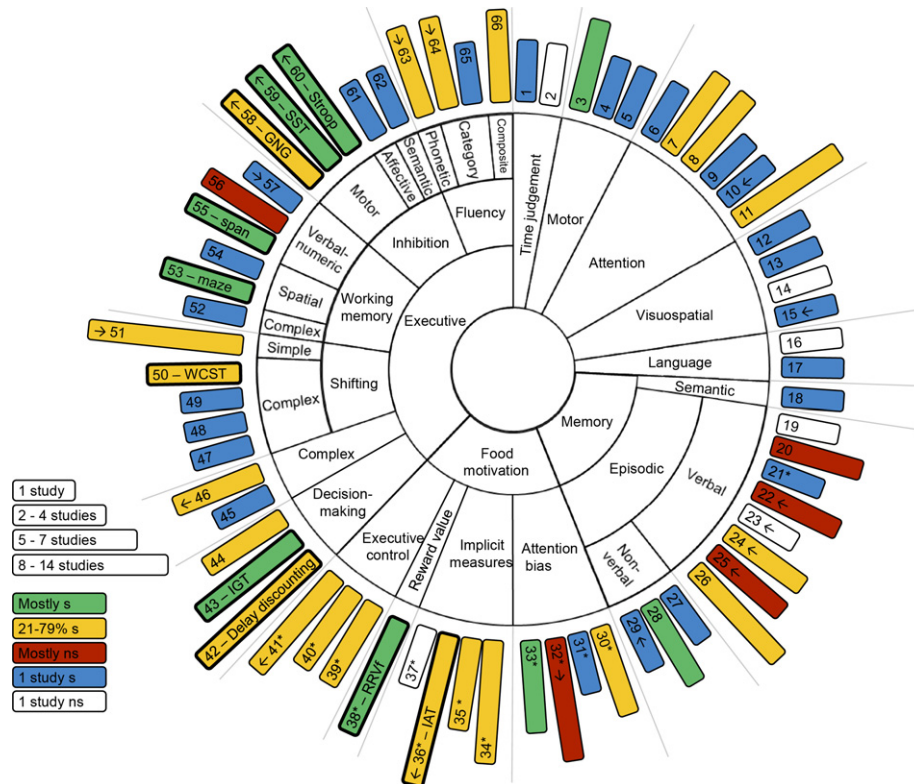 1
2
3
4
5
6
7
8
9
10 ←
11
12
13
14
15 ←
16
17
18
19
20
21*
22 ←
23 ←
24 ←
25 ←
26
27
28
29 ←
30*
31*
32* →
33*
34*
35 *
← 36* – IAT
37*
38* – RRVf
39*
40*
← 41*
42 – Delay discounting
43 – IGT
44
45
← 46
47
48
49
50 – WCST
→ 51
52
53 – maze
54
55 – span
56
→ 57
← 58 – GNG
← 59 – SST
← 60 – Stroop
61
62
→ 63
→ 64
65
66
Time judgement
Motor
Attention
Visuospatial
Language
Semantic
Memory
Episodic
Verbal
Non-
verbal
Food
motivation
Attention
bias
Implicit
measures
Reward value
Executive
control
Decision-
making
Complex
Executive
Shifting
Complex
Simple
Working
memory
Complex
Spatial
Verbal-
numeric
Inhibition
Motor
Affective
Semantic
Fluency
Phonetic
Category
Composite
1 study
2 - 4 studies
5 - 7 studies
8 - 14 studies
Mostly s
21-79% s
Mostly ns
1 study s
1 study ns